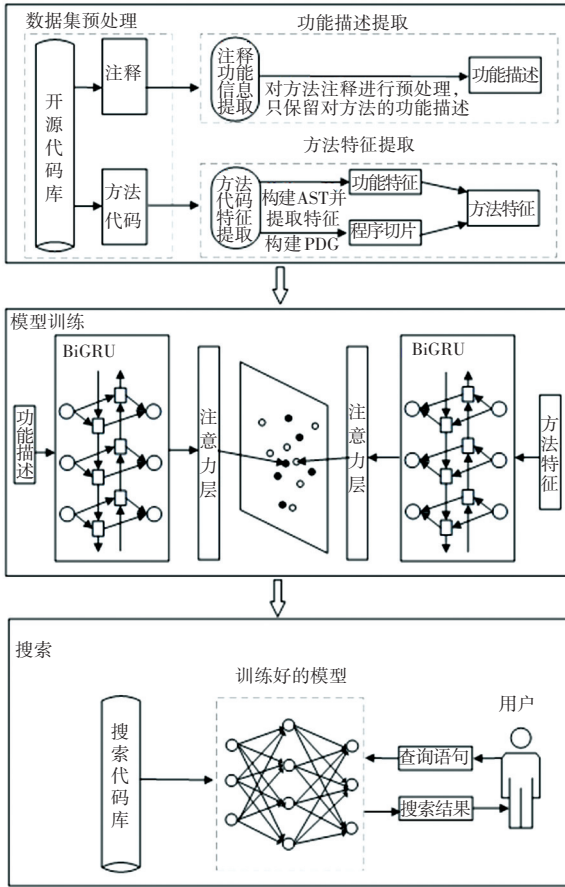 数据集预处理
功能描述提取
开源代码库
注释
注释
功能
信息
提取
对方法注释进行预处理,
只保留对方法的功能描述
功能描述
方法特征提取
方法
代码
方法
代码
特征
提取
构建AST并
提取特征
构建PDG
功能特征
程序切片
方法特征
模型训练
BiGRU
BiGRU
功能描述
注意力层
注意力层
方法特征
搜索
训练好的模型
用户
搜索代码库
查询语句
搜索结果